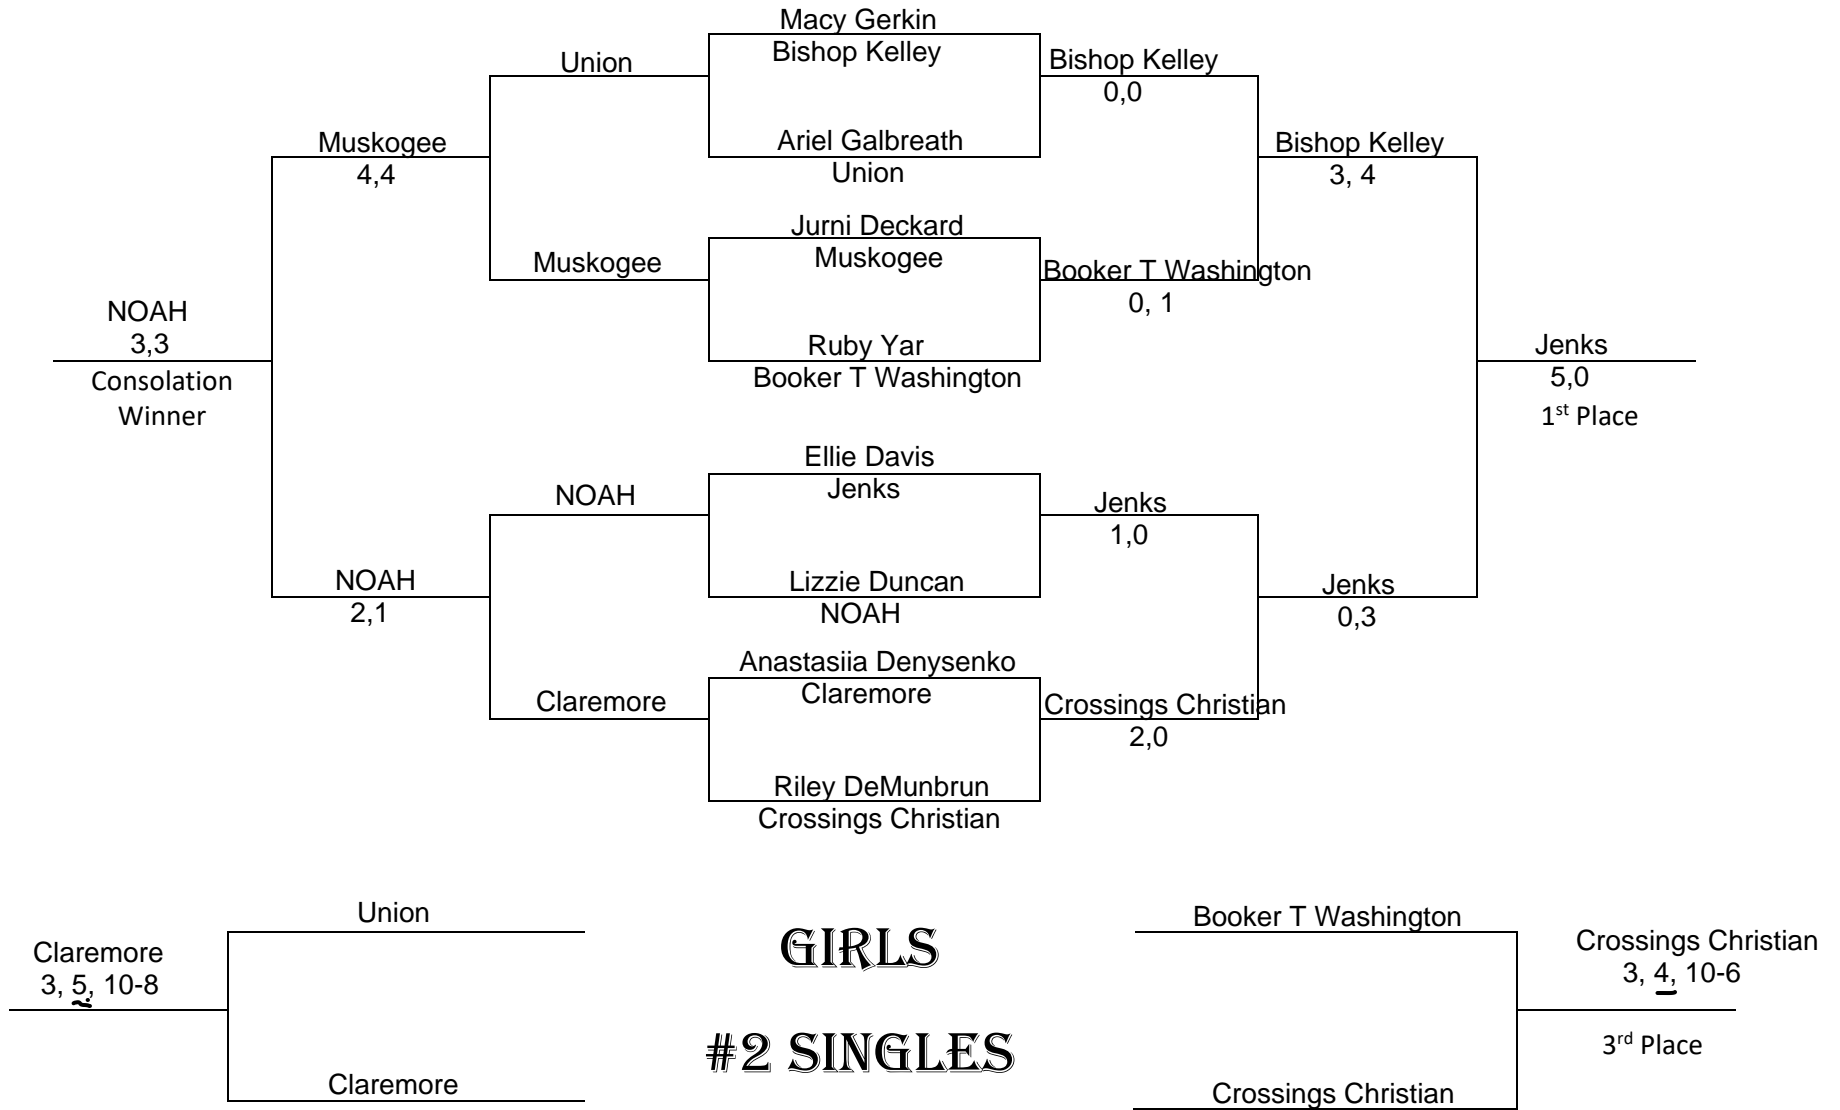 Macy Gerkin
Bishop Kelley
Union
Bishop Kelley
0,0
Ariel Galbreath
Union
Muskogee
4,4
Bishop Kelley
3, 4
Jurni Deckard
Muskogee
Muskogee
Booker T Washington
0, 1
Ruby Yar
Booker T Washington
NOAH
3,3
Consolation
Winner
Jenks
5,0
1st Place
Ellie Davis
Jenks
NOAH
Jenks
1,0
Lizzie Duncan
NOAH
NOAH
2,1
Jenks
0,3
Anastasiia Denysenko
Claremore
Claremore
Crossings Christian
2,0
Riley DeMunbrun
Crossings Christian
Union
Claremore
3, 5, 10-8
Claremore
GIRLS
#2 SINGLES
Booker T Washington
Crossings Christian
3, 4, 10-6
3rd Place
Crossings Christian